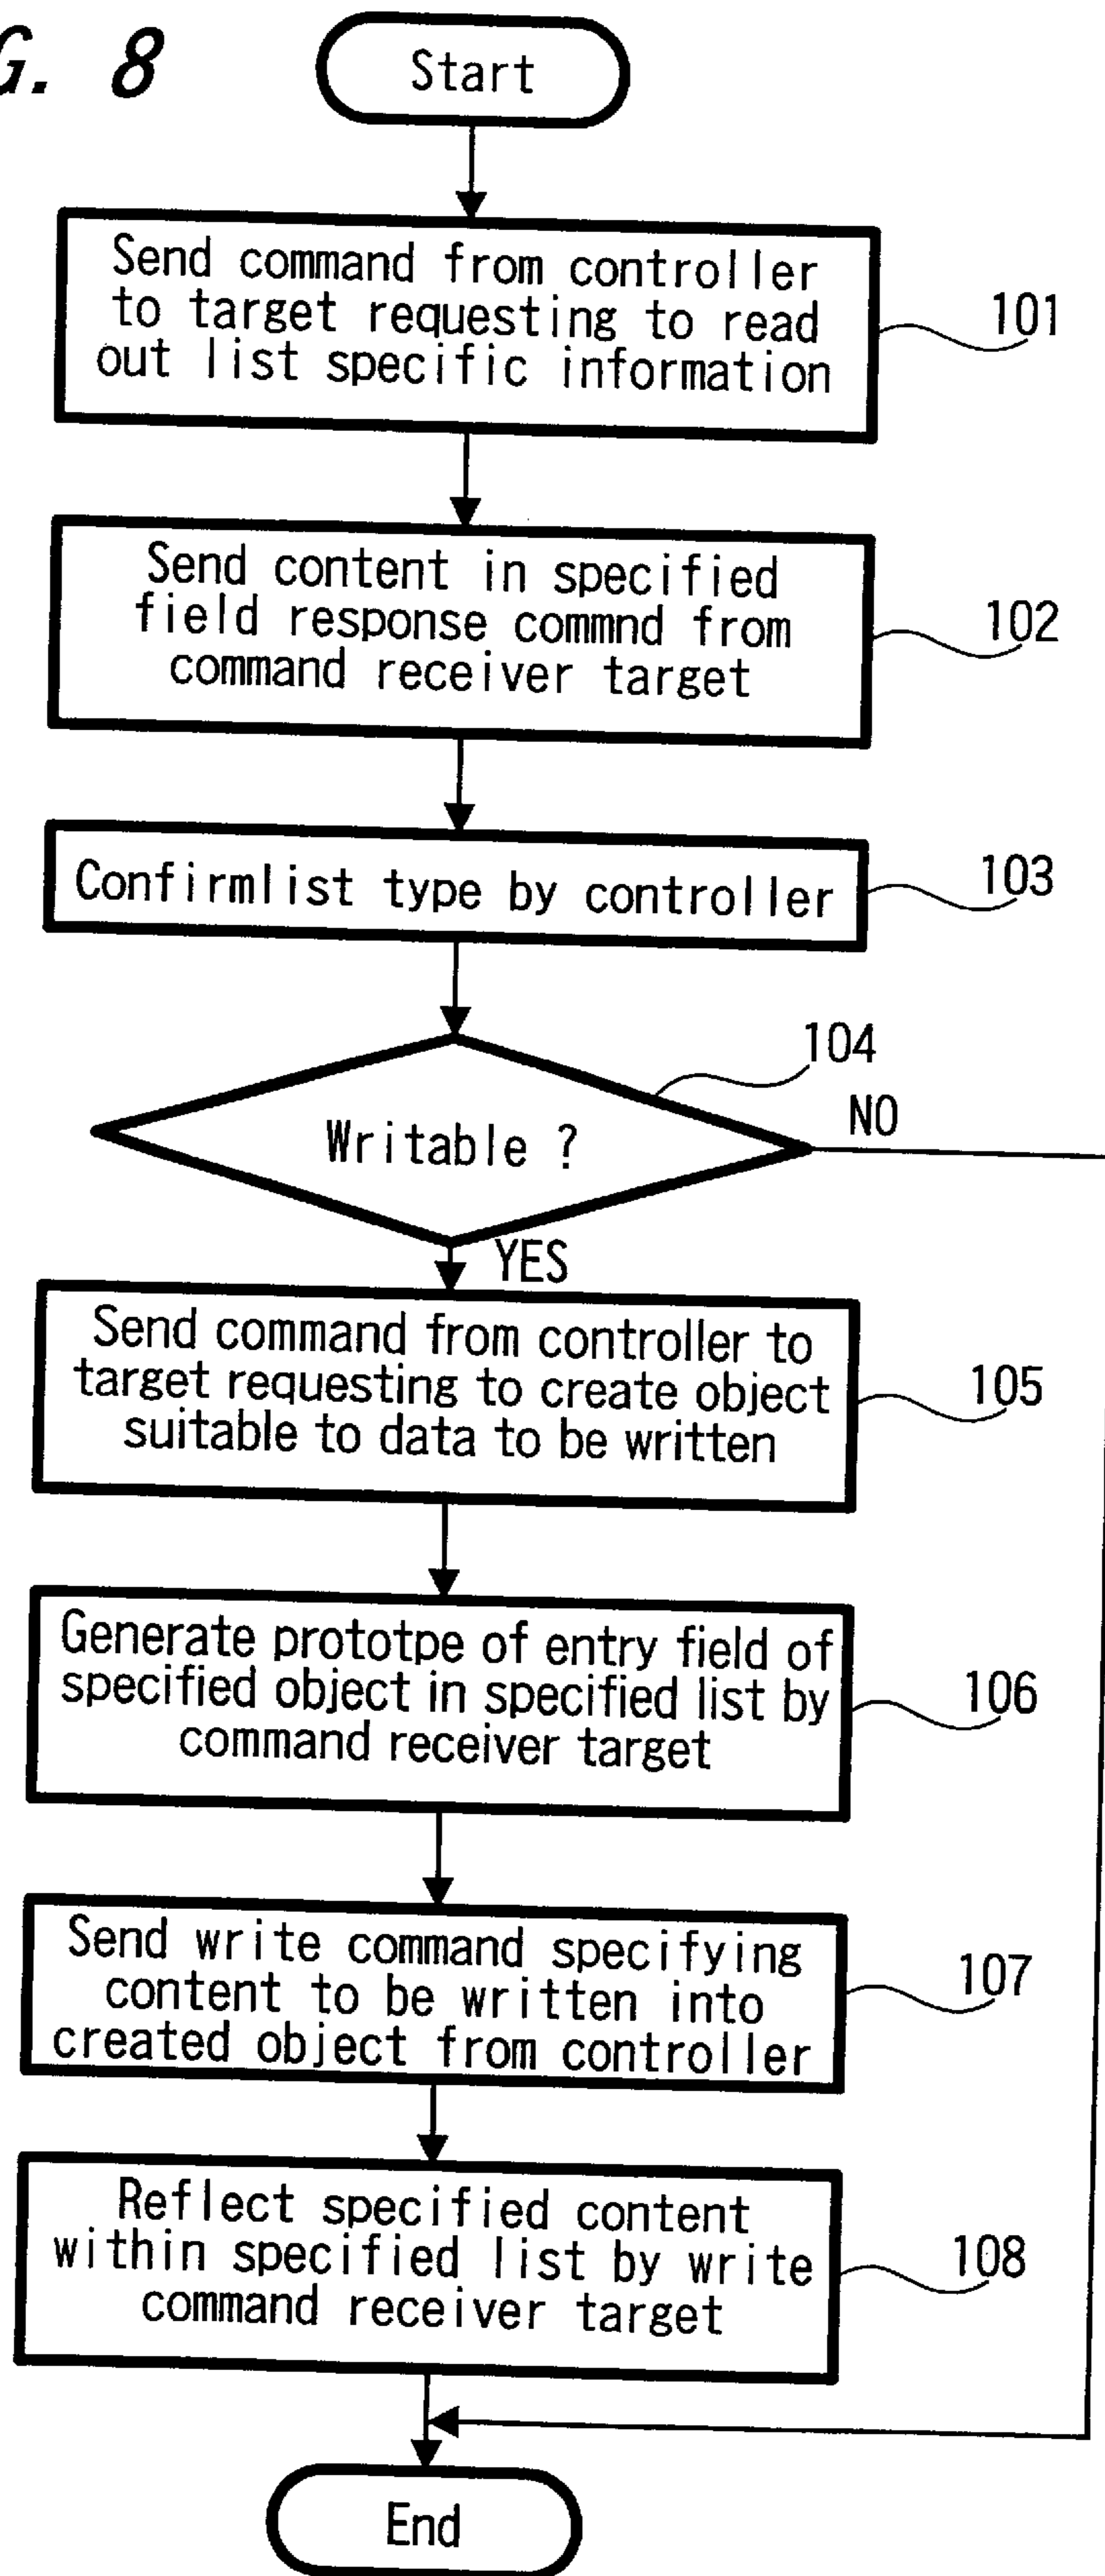 G. 8
Start
Send command from controller
to target requesting to read
out list specific information
101
Send content in specified
field response commnd from
command receiver target
102
Confirmlist type by controller
103
104
Writable ?
NO
YES
Send command from controller to
target requesting to create object
suitable to data to be written
105
Generate prototpe of entry field of
specified object in specified list by
command receiver target
106
Send write command specifying
content to be written into
created object from controller
107
Reflect specified content
within specified list by write
command receiver target
108
End